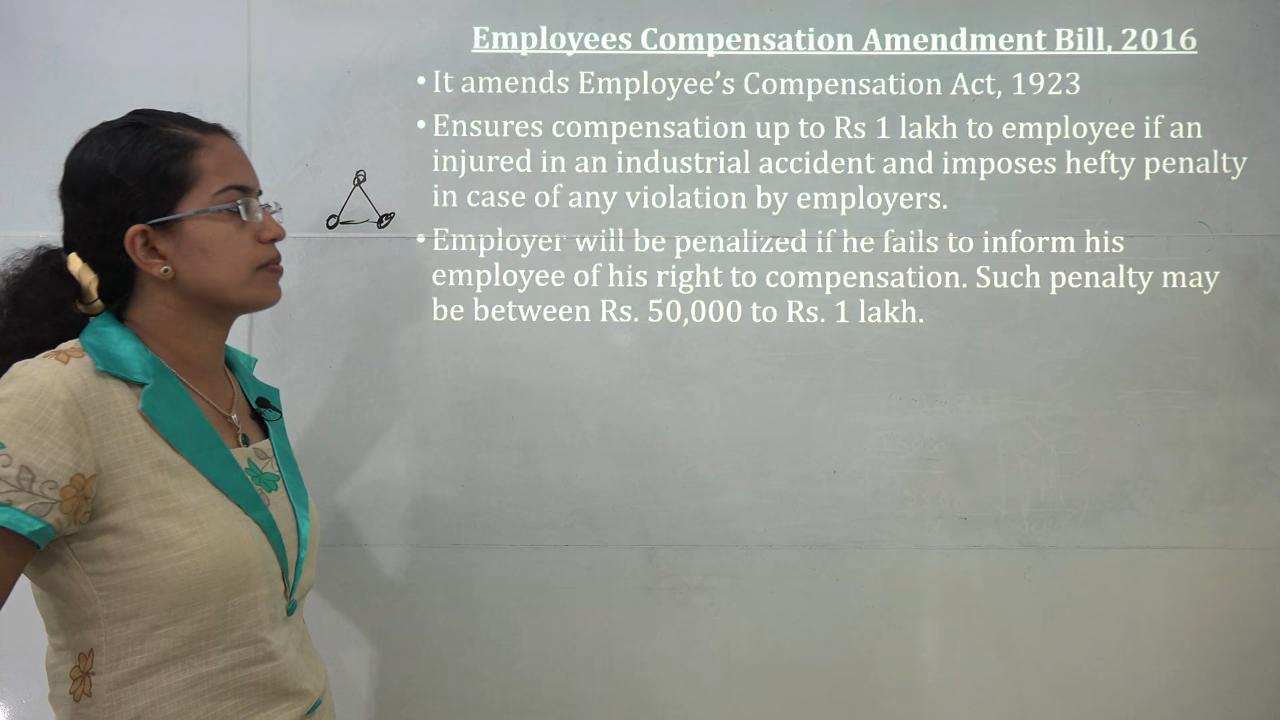 Employees Compensation Amendment Bill, 2016
• It amends Employee’s Compensation Act, 1923
• Ensures compensation up to Rs 1 lakh to employee if an
injured in an industrial accident and imposes hefty penalty
in case of any violation by employers.
• Employer will be penalized if he fails to inform his
employee of his right to compensation. Such penalty may
be between Rs. 50,000 to Rs. 1 lakh.